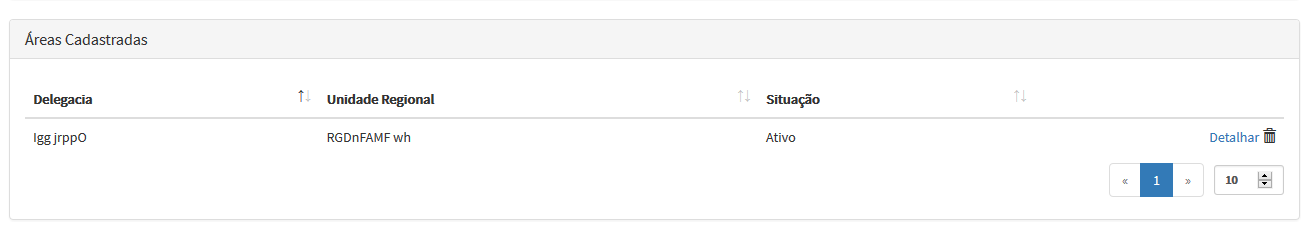 Áreas Cadastradas
Delegacia ↑↓ Unidade Regional ↑↓ Situação ↑↓
Igg jrppO RGDnFAMF wh Ativo Detalhar
« 1 » 10